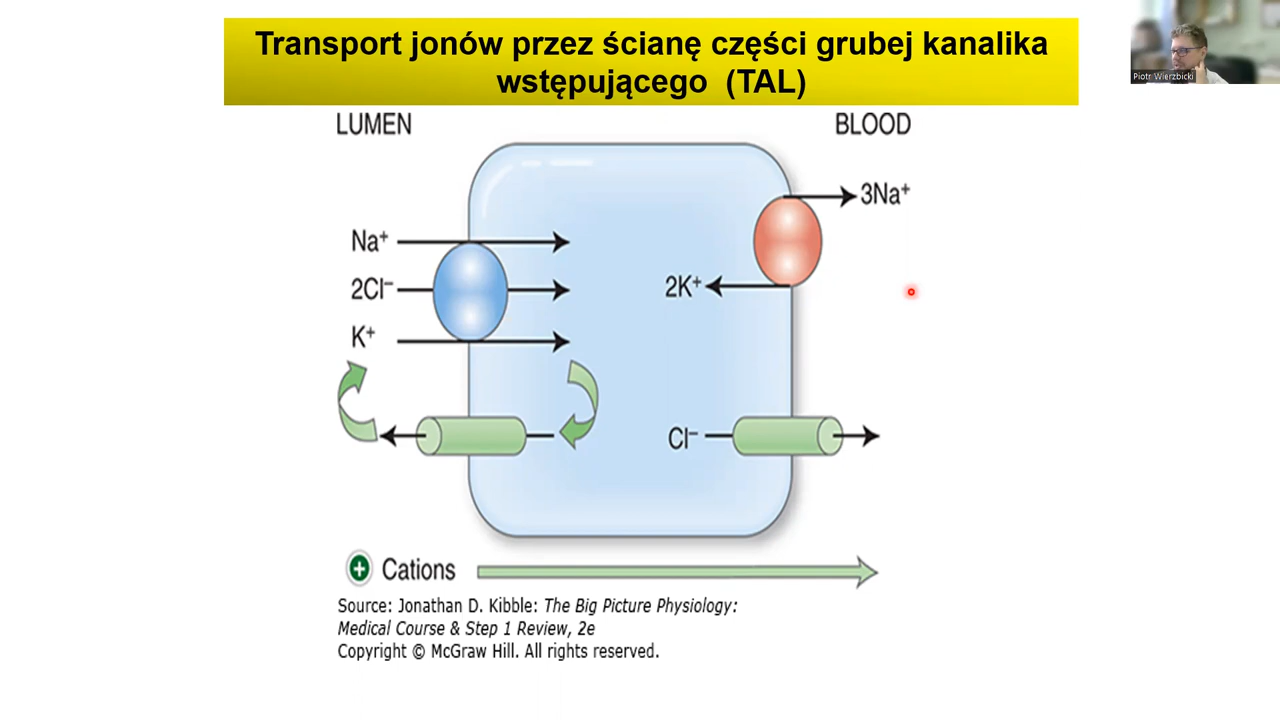 Transport jonów przez ścianę części grubej kanalika
wstępującego (TAL)
Piotr Wierzbicki
LUMEN
BLOOD
3Na⁺
Na⁺
2Cl⁻
2K⁺
K⁺
Cl⁻
+ Cations
Source: Jonathan D. Kibble: The Big Picture Physiology:
Medical Course & Step 1 Review, 2e
Copyright © McGraw Hill. All rights reserved.